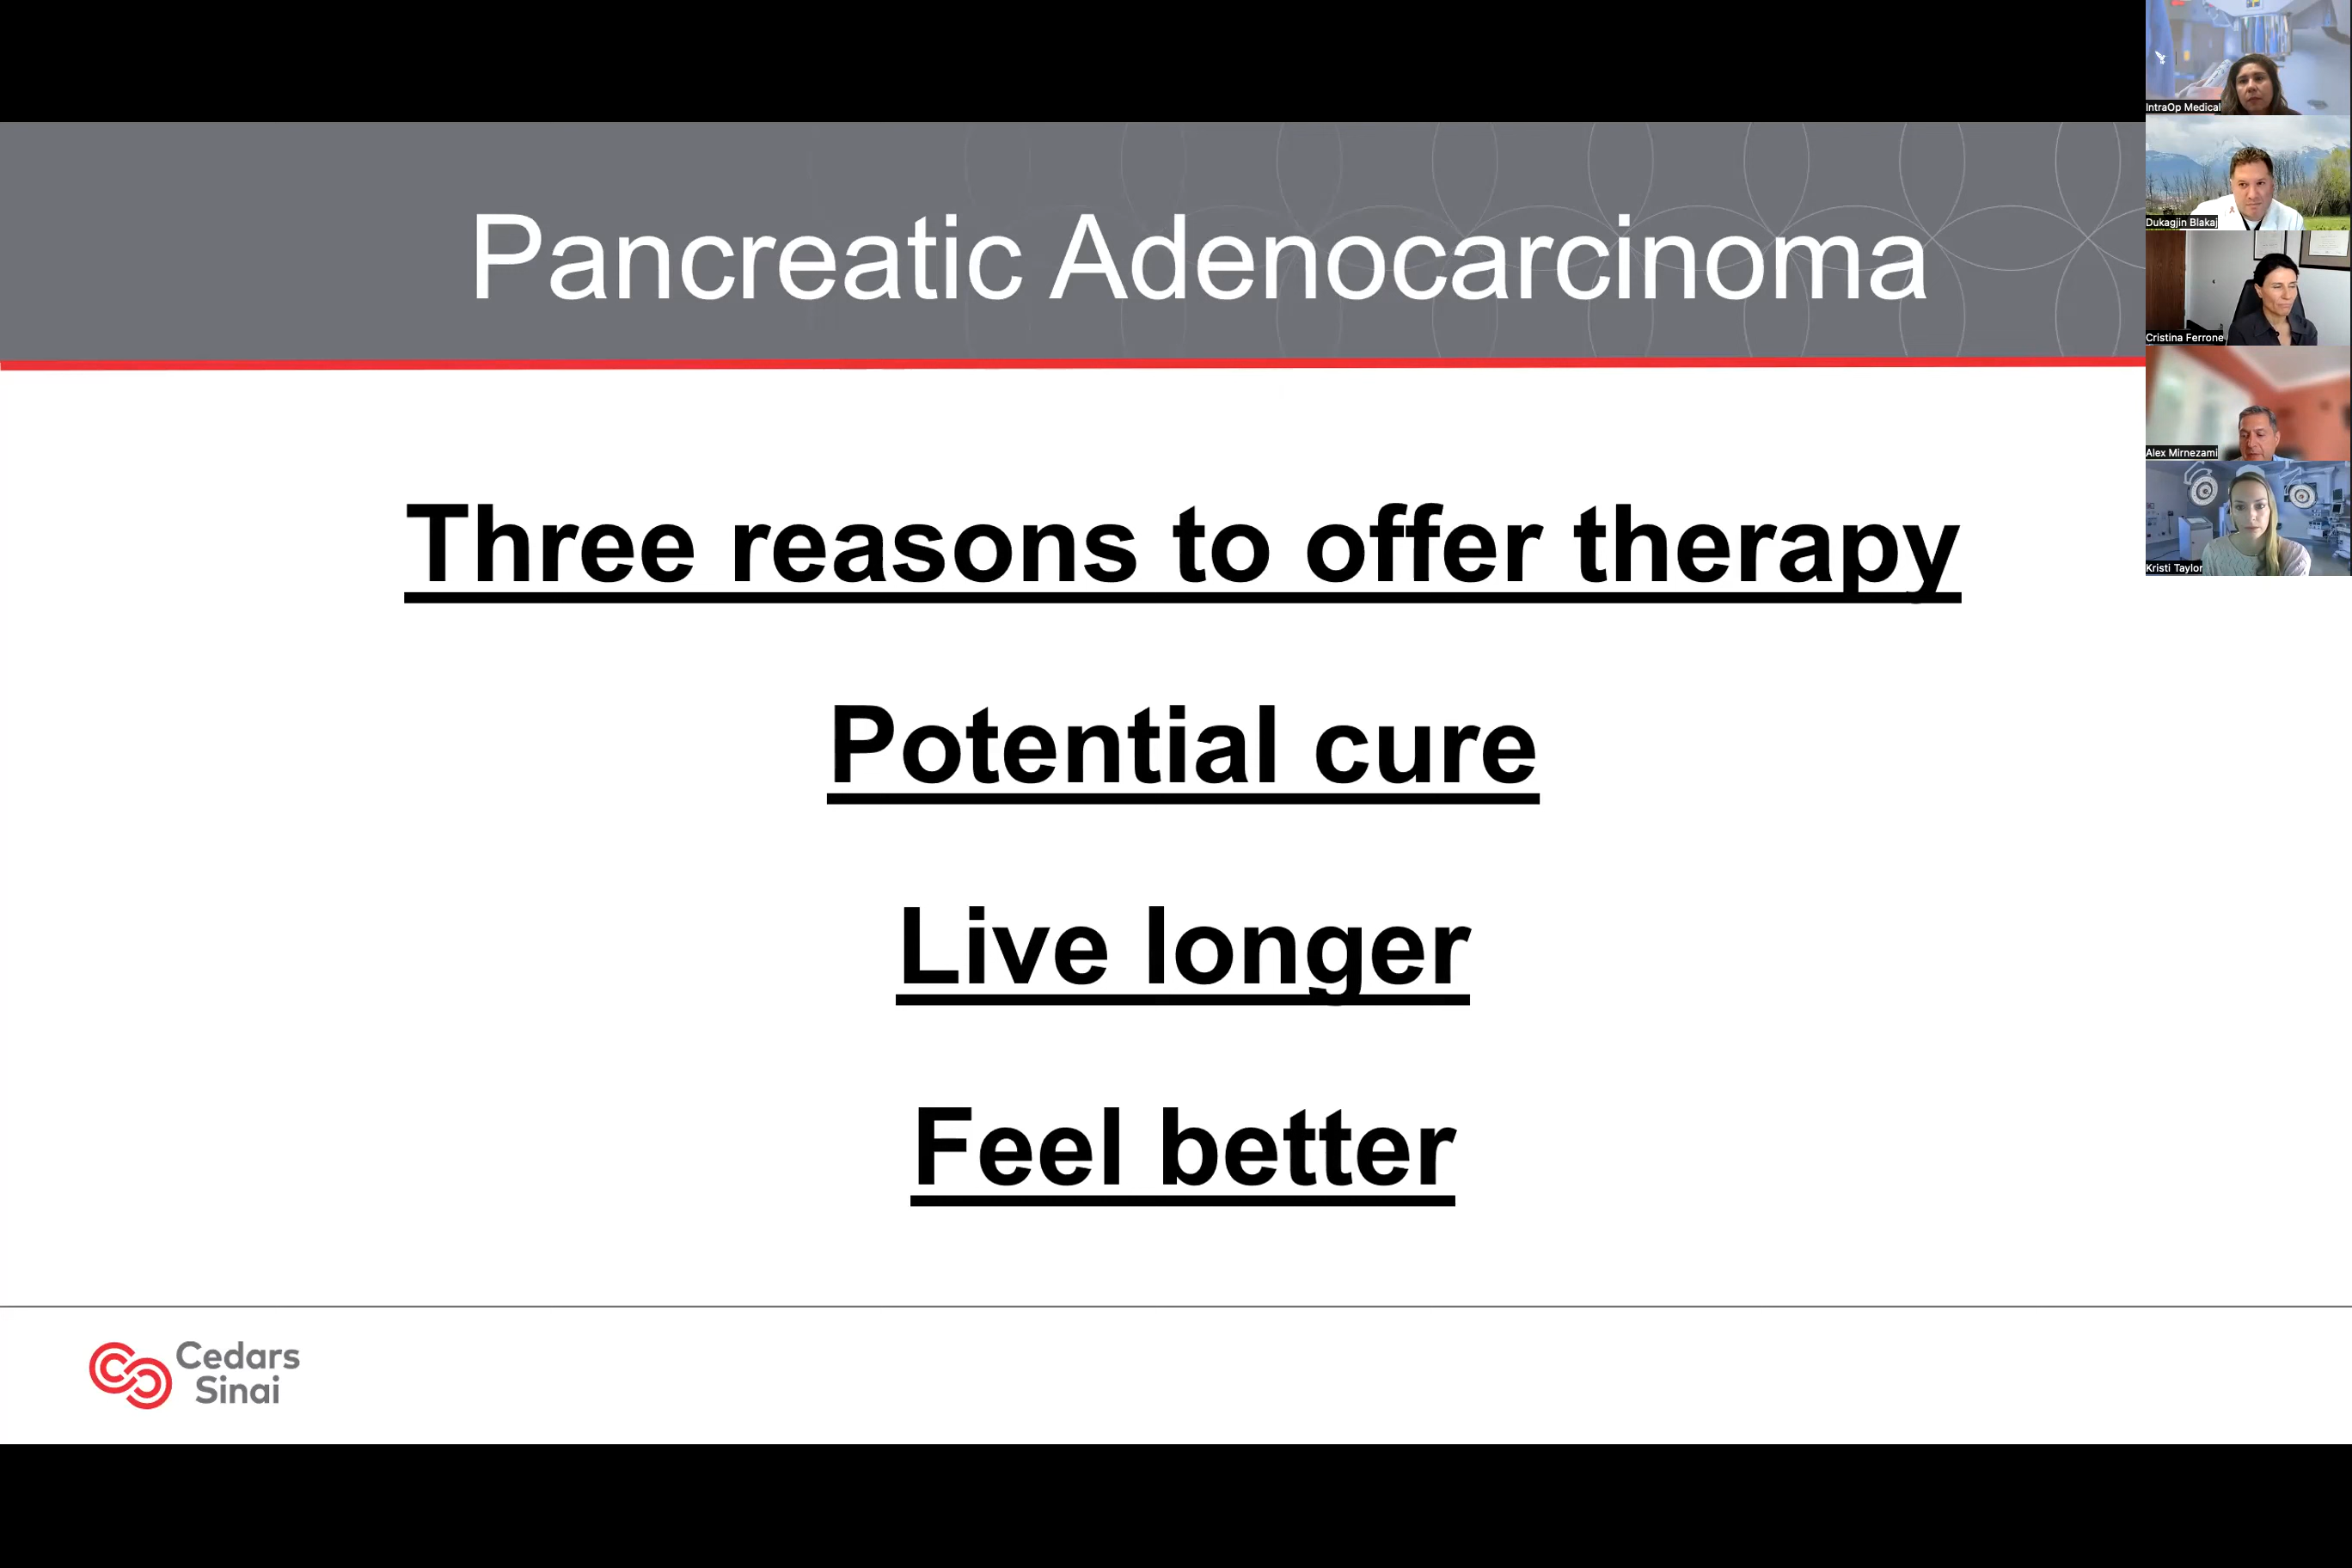 Pancreatic Adenocarcinoma
Three reasons to offer therapy
Potential cure
Live longer
Feel better
Cedars
Sinai
IntraOp Medical
Dukagjin Blakaj
Cristina Ferrone
Alex Mirnezami
Kristi Taylor